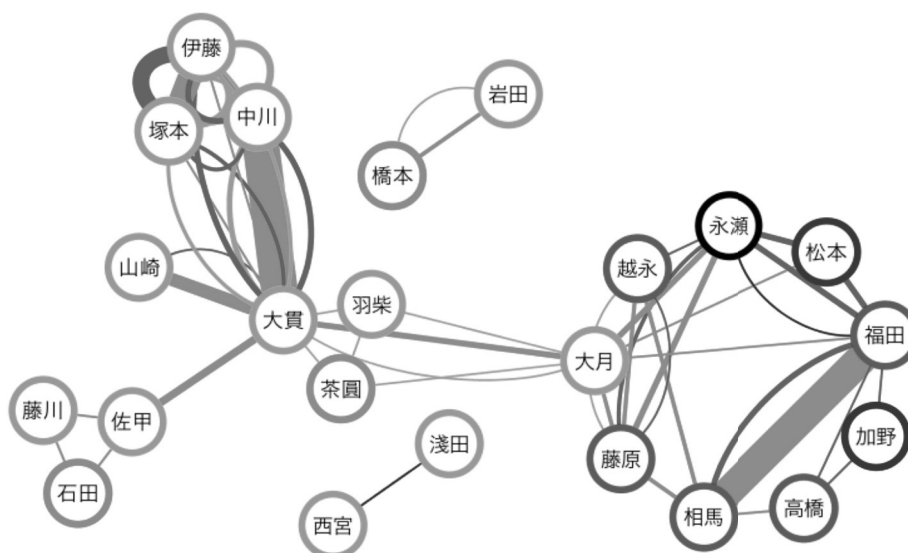 伊藤
塚本
中川
岩田
橋本
永瀬
松本
越永
山崎
羽柴
大貫
福田
大月
茶圓
藤川
佐甲
淺田
加野
藤原
石田
西宮
相馬
高橋